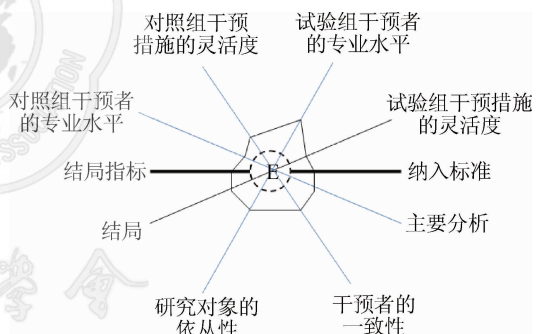 对照组干预
措施的灵活度
试验组干预者
的专业水平
对照组干预者
的专业水平
试验组干预措施
的灵活度
结局指标
E
纳入标准
结局
主要分析
研究对象的
依从性
干预者的
一致性
学会
SSOCIATION